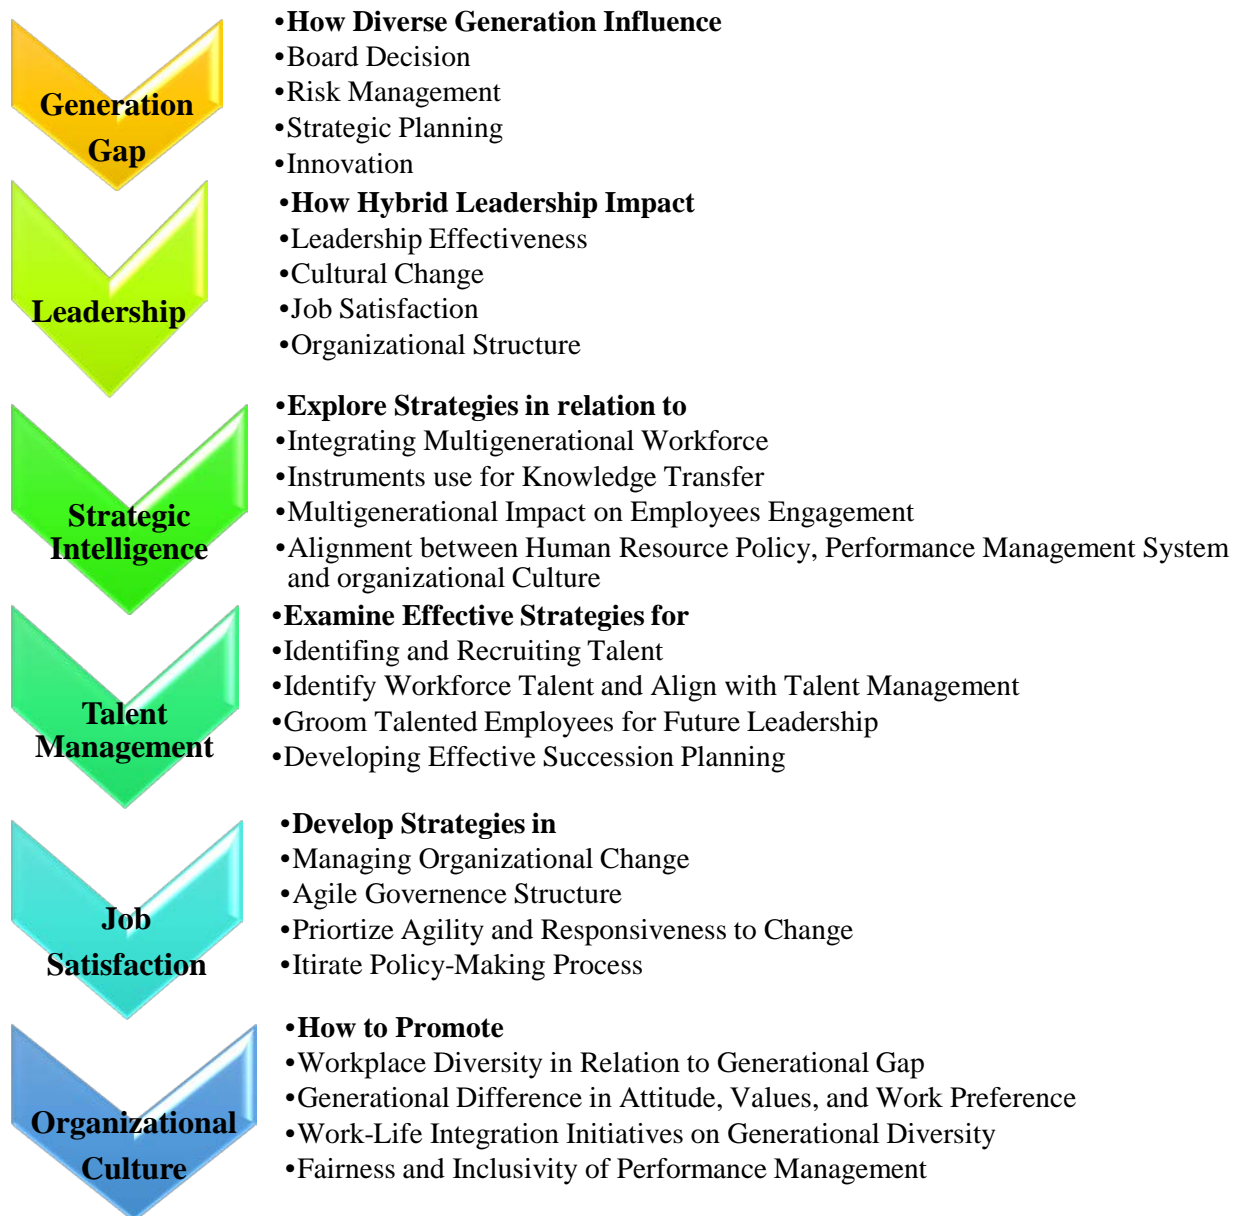 Generation
Gap
•How Diverse Generation Influence
•Board Decision
•Risk Management
•Strategic Planning
•Innovation
Leadership
•How Hybrid Leadership Impact
•Leadership Effectiveness
•Cultural Change
•Job Satisfaction
•Organizational Structure
Strategic
Intelligence
•Explore Strategies in relation to
•Integrating Multigenerational Workforce
•Instruments use for Knowledge Transfer
•Multigenerational Impact on Employees Engagement
•Alignment between Human Resource Policy, Performance Management System
and organizational Culture
Talent
Management
•Examine Effective Strategies for
•Identifing and Recruiting Talent
•Identify Workforce Talent and Align with Talent Management
•Groom Talented Employees for Future Leadership
•Developing Effective Succession Planning
Job
Satisfaction
•Develop Strategies in
•Managing Organizational Change
•Agile Governence Structure
•Priortize Agility and Responsiveness to Change
•Itirate Policy-Making Process
Organizational
Culture
•How to Promote
•Workplace Diversity in Relation to Generational Gap
•Generational Difference in Attitude, Values, and Work Preference
•Work-Life Integration Initiatives on Generational Diversity
•Fairness and Inclusivity of Performance Management